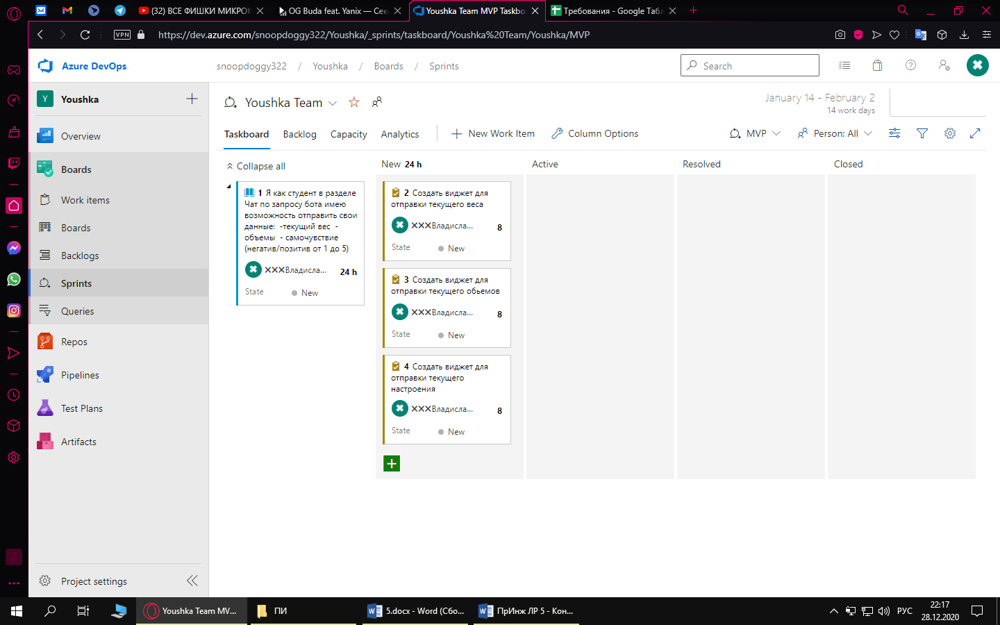 (32) ВСЕ ФИШКИ МИКРОК
OG Buda feat. Yanix — Сек
Youshka Team MVP Taskbo
Требования - Google Табл
VPN
https://dev.azure.com/snoopdoggy322/Youshka/_sprints/taskboard/Youshka%20Team/Youshka/MVP
Azure DevOps
snoopdoggy322 / Youshka / Boards / Sprints
Search
Y Youshka
Overview
Boards
Work items
Boards
Backlogs
Sprints
Queries
Repos
Pipelines
Test Plans
Artifacts
Project settings
Youshka Team
January 14 - February 2
14 work days
Taskboard Backlog Capacity Analytics
New Work Item
Column Options
MVP
Person: All
Collapse all
New 24 h
Active
Resolved
Closed
1 Я как студент в разделе
Чат по запросу бота имею
возможность отправить свои
данные: -текущий вес -
объемы - самочувствие
(негатив/позитив от 1 до 5)
XXXВладисла... 24 h
State New
2 Создать виджет для
отправки текущего веса
XXXВладисла... 8
State New
3 Создать виджет для
отправки текущего обьемов
XXXВладисла... 8
State New
4 Создать виджет для
отправки текущего
настроения
XXXВладисла... 8
State New
Youshka Team MV...
ПИ
5.docx - Word (Сбо...
ПрИнж ЛР 5 - Кон...
РУС
22:17
28.12.2020